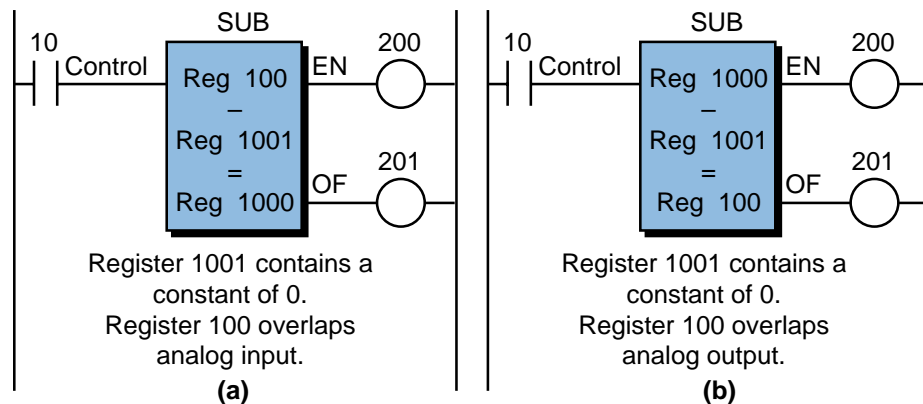 SUB
10
Control
Reg 100
–
Reg 1001
=
Reg 1000
EN
200
OF
201
Register 1001 contains a
constant of 0.
Register 100 overlaps
analog input.
(a)
SUB
10
Control
Reg 1000
–
Reg 1001
=
Reg 100
EN
200
OF
201
Register 1001 contains a
constant of 0.
Register 100 overlaps
analog output.
(b)